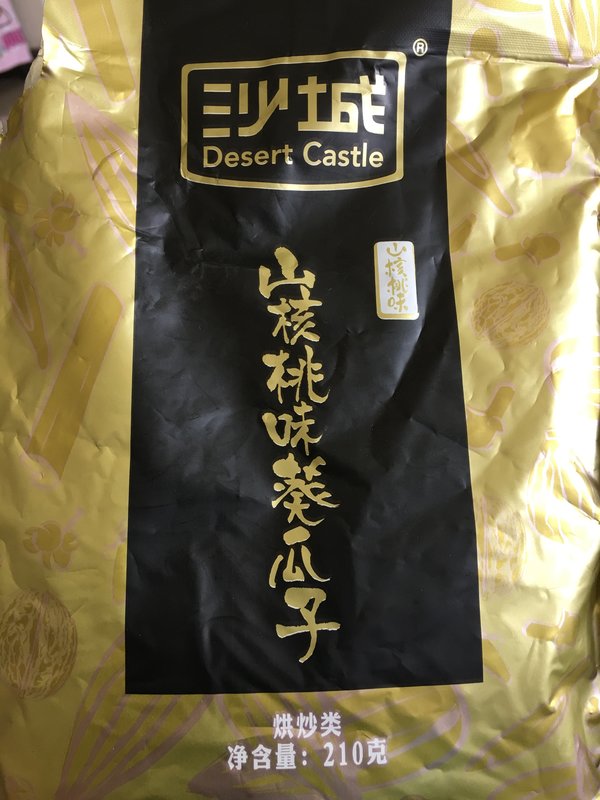 沙城
®
Desert Castle
山核桃味
山核桃味葵瓜子
烘炒类
净含量：210克